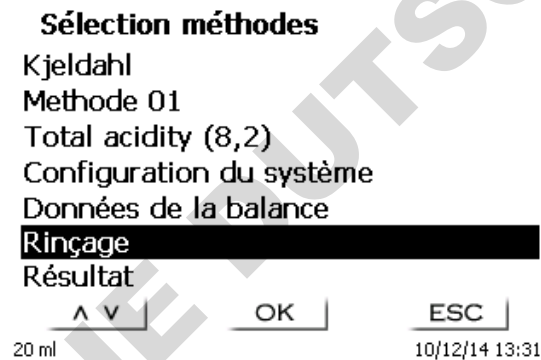 Sélection méthodes
Kjeldahl
Methode 01
Total acidity (8,2)
Configuration du système
Données de la balance
Rinçage
Résultat
∧ ∨ OK ESC
20 ml 10/12/14 13:31